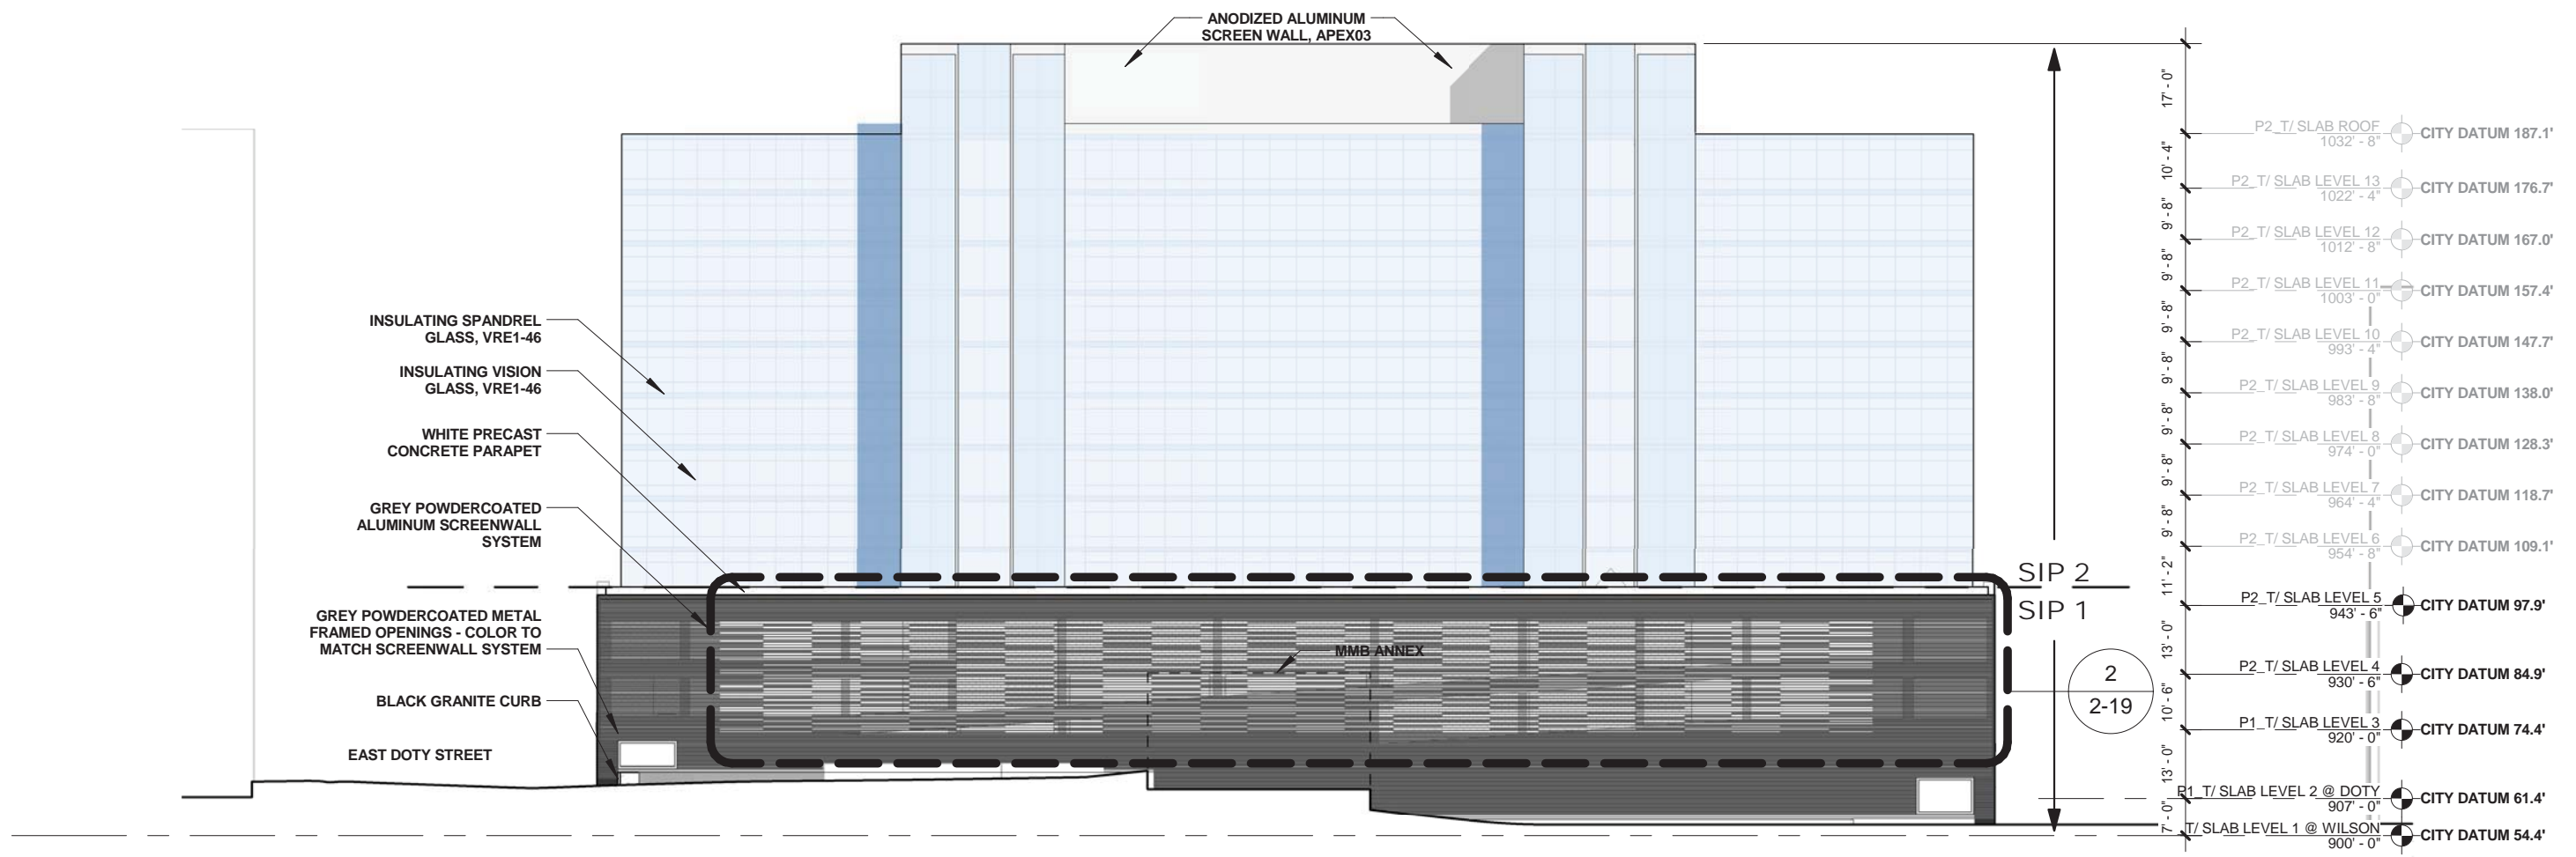 ANODIZED ALUMINUM
SCREEN WALL, APEX03
INSULATING SPANDREL
GLASS, VRE1-46
INSULATING VISION
GLASS, VRE1-46
WHITE PRECAST
CONCRETE PARAPET
GREY POWDERCOATED
ALUMINUM SCREENWALL
SYSTEM
GREY POWDERCOATED METAL
FRAMED OPENINGS - COLOR TO
MATCH SCREENWALL SYSTEM
BLACK GRANITE CURB
EAST DOTY STREET
MMB ANNEX
SIP 2
SIP 1
2
2-19
17' - 0"
10' - 4"
9' - 8"
9' - 8"
9' - 8"
9' - 8"
9' - 8"
9' - 8"
9' - 8"
11' - 2"
13' - 0"
10' - 6"
13' - 0"
7' - 0"
P2_T/ SLAB ROOF
1032' - 8"
CITY DATUM 187.1'
P2_T/ SLAB LEVEL 13
1022' - 4"
CITY DATUM 176.7'
P2_T/ SLAB LEVEL 12
1012' - 8"
CITY DATUM 167.0'
P2_T/ SLAB LEVEL 11
1003' - 0"
CITY DATUM 157.4'
P2_T/ SLAB LEVEL 10
993' - 4"
CITY DATUM 147.7'
P2_T/ SLAB LEVEL 9
983' - 8"
CITY DATUM 138.0'
P2_T/ SLAB LEVEL 8
974' - 0"
CITY DATUM 128.3'
P2_T/ SLAB LEVEL 7
964' - 4"
CITY DATUM 118.7'
P2_T/ SLAB LEVEL 6
954' - 8"
CITY DATUM 109.1'
P2_T/ SLAB LEVEL 5
943' - 6"
CITY DATUM 97.9'
P2_T/ SLAB LEVEL 4
930' - 6"
CITY DATUM 84.9'
P1_T/ SLAB LEVEL 3
920' - 0"
CITY DATUM 74.4'
P1_T/ SLAB LEVEL 2 @ DOTY
907' - 0"
CITY DATUM 61.4'
T/ SLAB LEVEL 1 @ WILSON
900' - 0"
CITY DATUM 54.4'